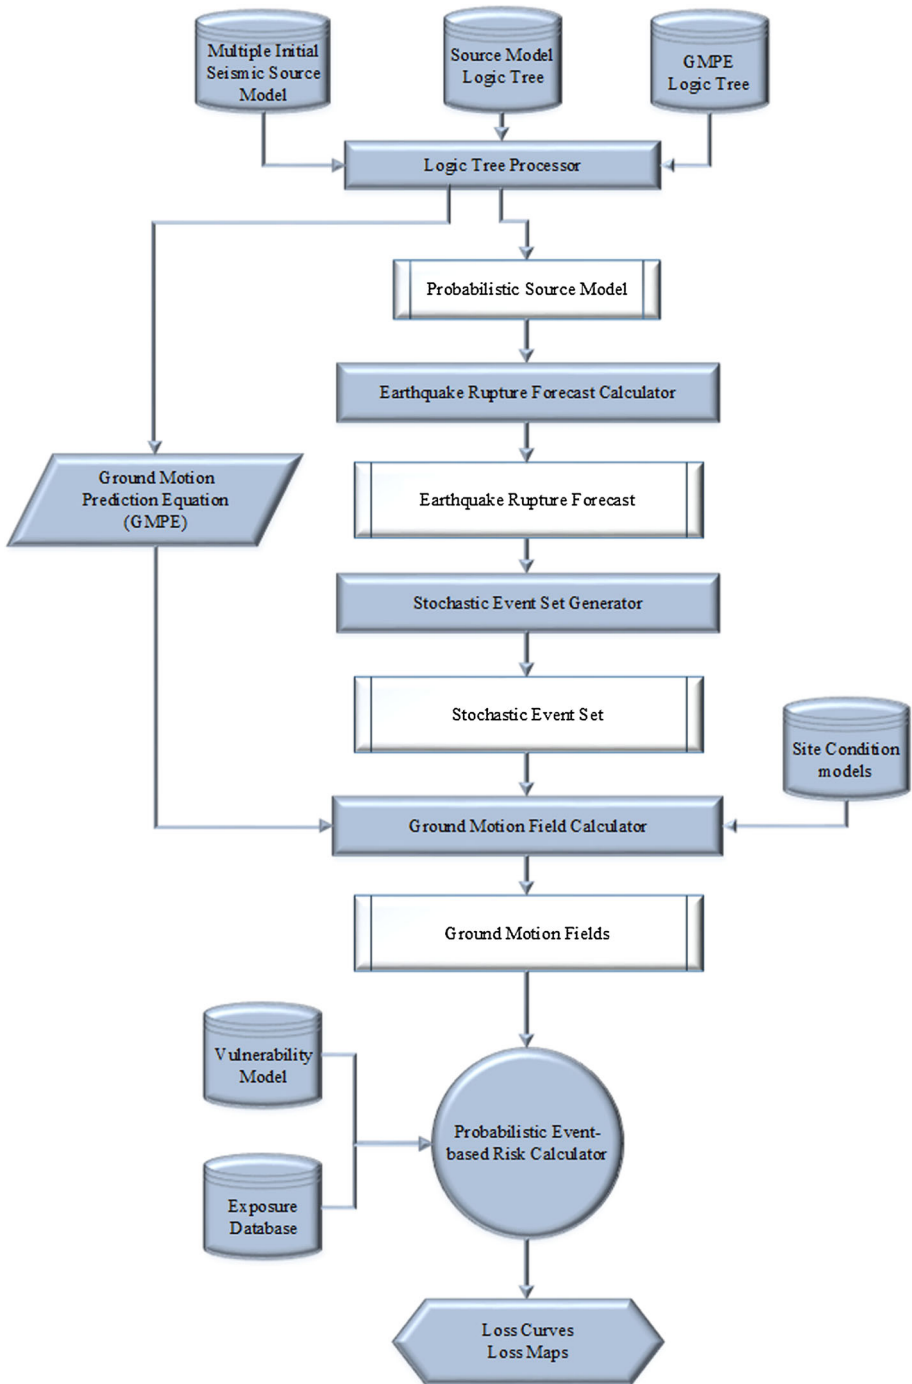 Multiple Initial
Seismic Source
Model
Source Model
Logic Tree
GMPE
Logic Tree
Logic Tree Processor
Probabilistic Source Model
Earthquake Rupture Forecast Calculator
Ground Motion
Prediction Equation
(GMPE)
Earthquake Rupture Forecast
Stochastic Event Set Generator
Stochastic Event Set
Site Condition
models
Ground Motion Field Calculator
Ground Motion Fields
Vulnerability
Model
Probabilistic Event-
based Risk Calculator
Exposure
Database
Loss Curves
Loss Maps